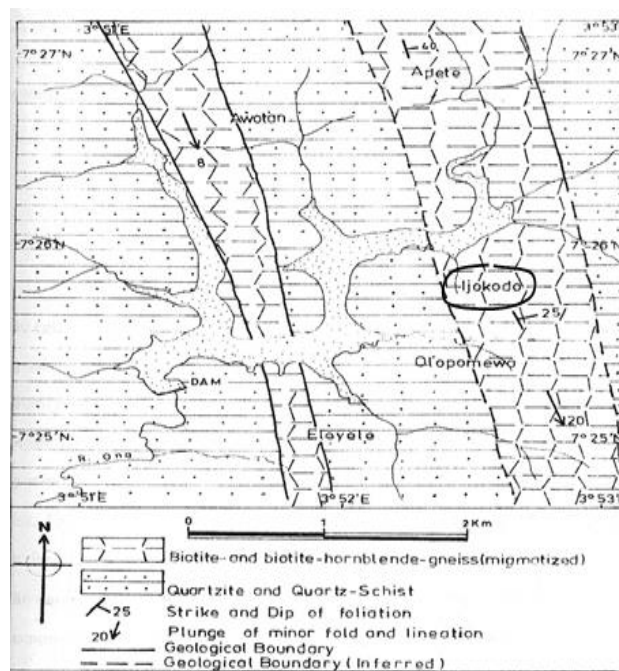 3°51'E
3°53'
7°27'N
60
7°27'N
Apete
Awotan
8
7°26'N
7°26'N
Ijokodo
25
Ol'opomewa
DAM
20
7°25'N
Eleyele
7°25'N
R. Ona
3°51'E
3°52'E
3°53'E
0 1 2Km
N
Biotite-and biotite-hornblende-gneiss(migmatized)
Quartzite and Quartz-Schist
25 Strike and Dip of foliation
20 Plunge of minor fold and lineation
Geological Boundary
Geological Boundary (Inferred)